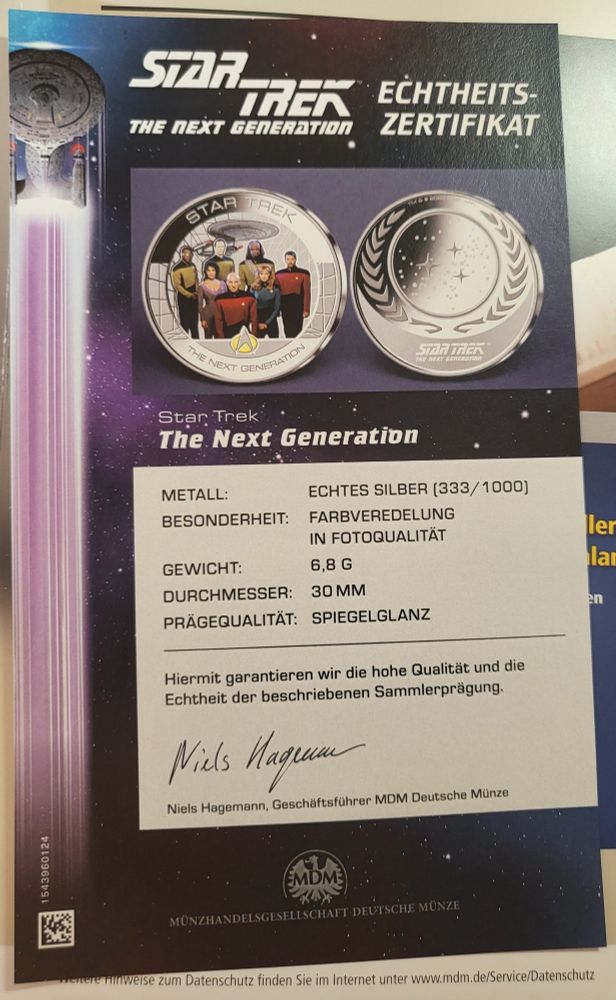 STAR TREK
THE NEXT GENERATION
ECHTHEITS-
ZERTIFIKAT
STAR TREK
THE NEXT GENERATION
STAR TREK
THE NEXT GENERATION
Star Trek
The Next Generation
METALL: ECHTES SILBER (333/1000)
BESONDERHEIT: FARBVEREDELUNG
IN FOTOQUALITÄT
GEWICHT: 6,8 G
DURCHMESSER: 30 MM
PRÄGEQUALITÄT: SPIEGELGLANZ
Hiermit garantieren wir die hohe Qualität und die
Echtheit der beschriebenen Sammlerprägung.
Niels Hagemann
Niels Hagemann, Geschäftsführer MDM Deutsche Münze
1543960124
MDM
MÜNZHANDELSGESELLSCHAFT DEUTSCHE MÜNZE
Weitere Hinweise zum Datenschutz finden Sie im Internet unter www.mdm.de/Service/Datenschutz